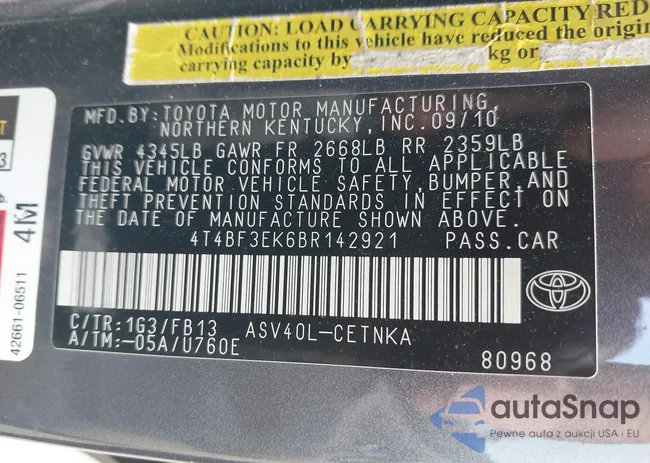 CAUTION: LOAD CARRYING CAPACITY RED
Modifications to this vehicle have reduced the origin
carrying capacity by kg or
MFD.BY: TOYOTA MOTOR MANUFACTURING,
NORTHERN KENTUCKY, INC. 09/10
GVWR 4345LB GAWR FR 2668LB RR 2359LB
THIS VEHICLE CONFORMS TO ALL APPLICABLE
FEDERAL MOTOR VEHICLE SAFETY, BUMPER, AND
THEFT PREVENTION STANDARDS IN EFFECT ON
THE DATE OF MANUFACTURE SHOWN ABOVE.
4T4BF3EK6BR142921 PASS.CAR
C/TR: 1G3/FB13 ASV40L-CETNKA
A/TM: -05A/U760E
80968
42661-06511
4M
T
3
autoSnap
Pewne auta z aukcji USA i EU